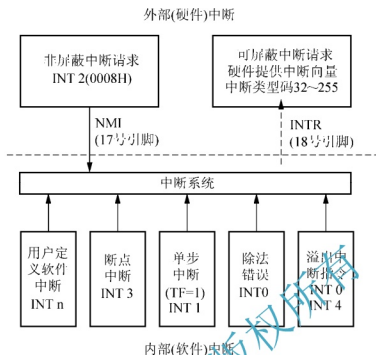 外部(硬件)中断
非屏蔽中断请求
INT 2(0008H)
可屏蔽中断请求
硬件提供中断向量
中断类型码32~255
NMI
(17号引脚)
INTR
(18号引脚)
中断系统
用户定
义软件
中断
INT n
断点
中断
INT 3
单步
中断
(TF=1)
INT 1
除法
错误
INT0
溢出中
断指令
INT 0
INT 4
内部(软件)中断
版权所有